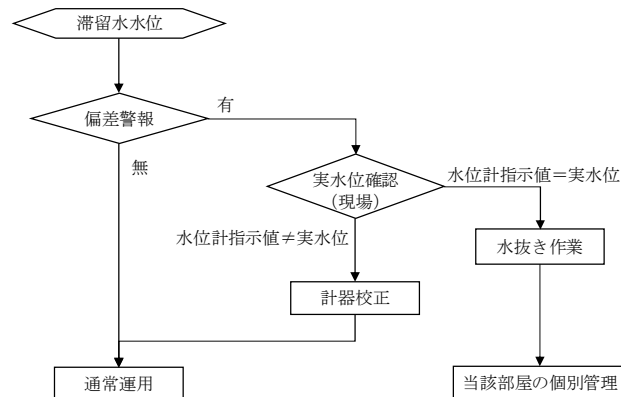 滞留水水位
偏差警報
有
無
実水位確認
（現場）
水位計指示値＝実水位
水位計指示値≠実水位
水抜き作業
計器校正
通常運用
当該部屋の個別管理